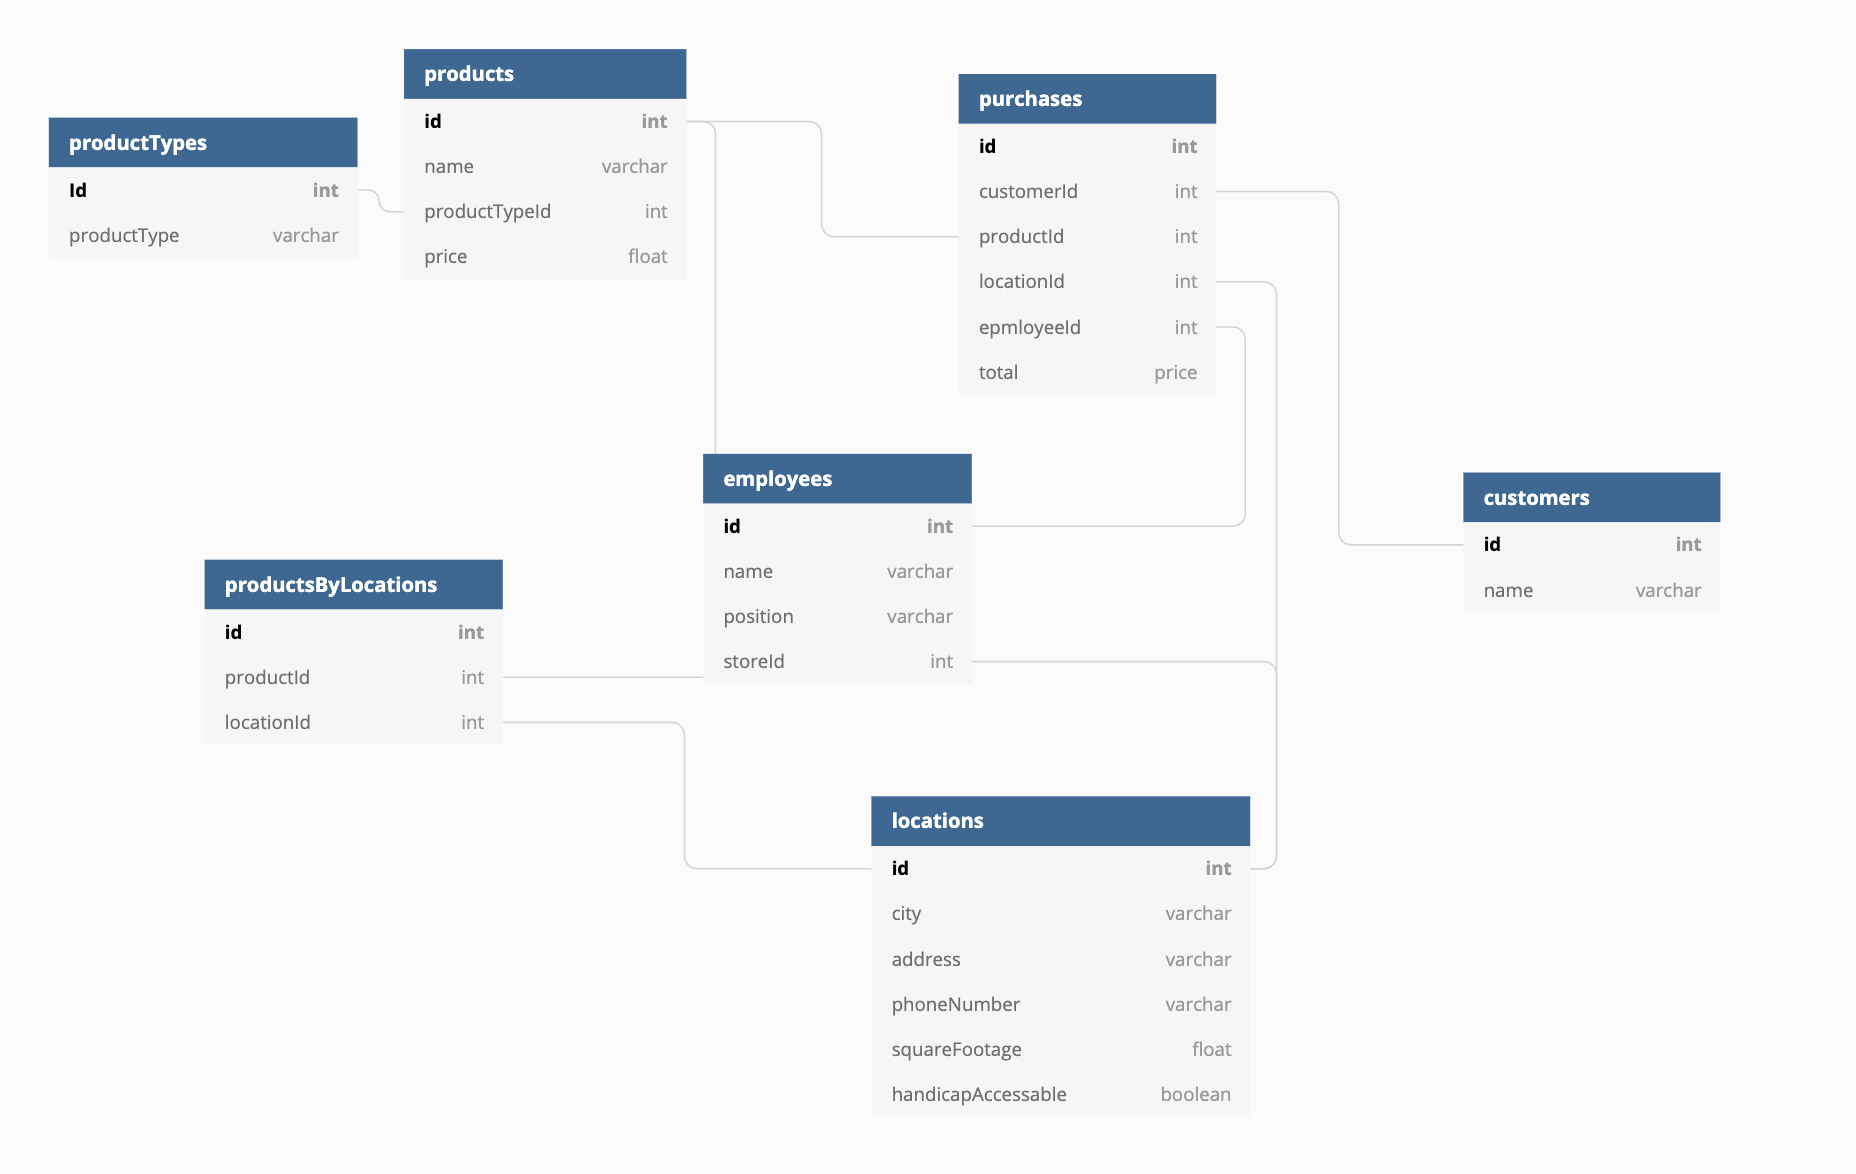 productTypes
Id int
productType varchar
products
id int
name varchar
productTypeId int
price float
purchases
id int
customerId int
productId int
locationId int
epmloyeeId int
total price
employees
id int
name varchar
position varchar
storeId int
customers
id int
name varchar
productsByLocations
id int
productId int
locationId int
locations
id int
city varchar
address varchar
phoneNumber varchar
squareFootage float
handicapAccessable boolean